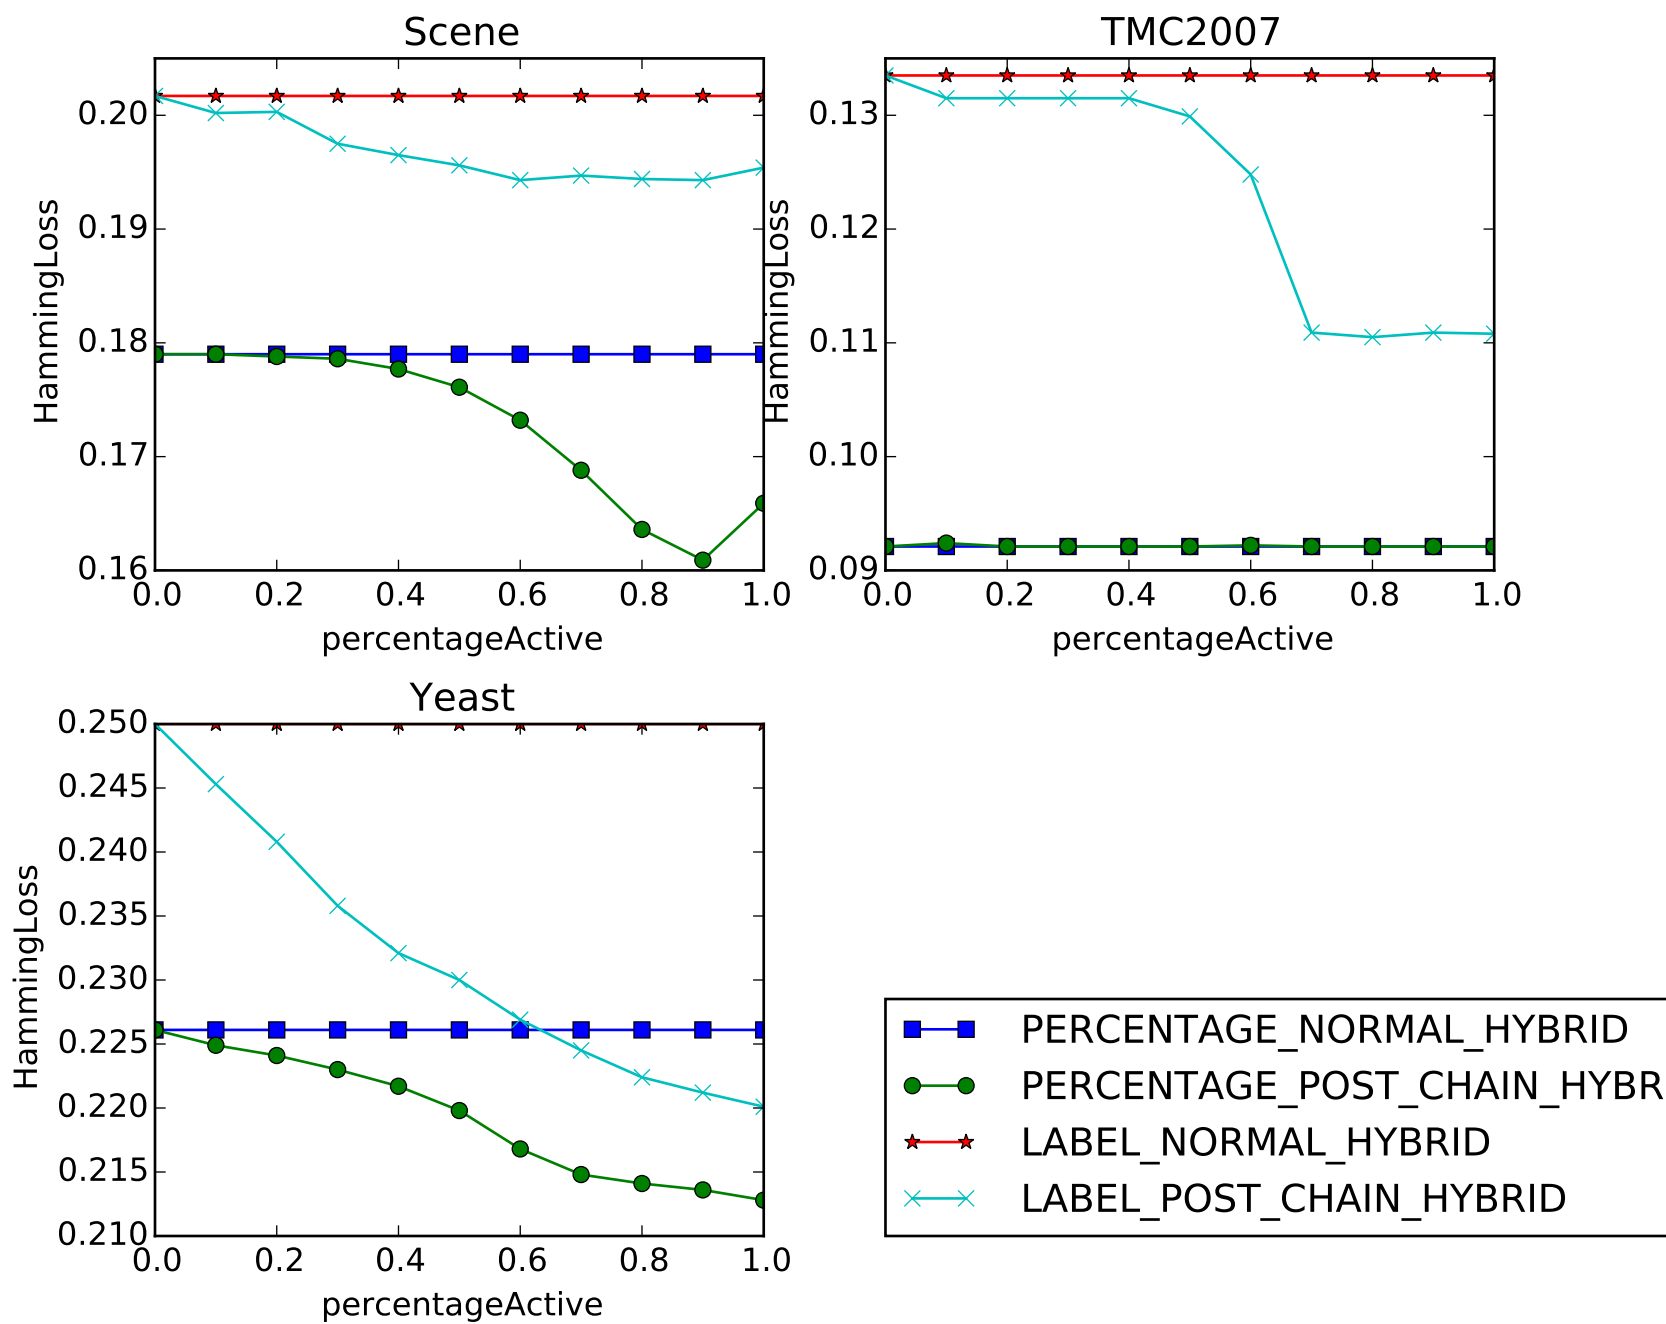 Scene
0.20
0.19
0.18
0.17
0.16
HammingLoss
0.0 0.2 0.4 0.6 0.8 1.0
percentageActive
TMC2007
0.13
0.12
0.11
0.10
0.09
HammingLoss
0.0 0.2 0.4 0.6 0.8 1.0
percentageActive
Yeast
0.250
0.245
0.240
0.235
0.230
0.225
0.220
0.215
0.210
HammingLoss
0.0 0.2 0.4 0.6 0.8 1.0
percentageActive
PERCENTAGE_NORMAL_HYBRID
PERCENTAGE_POST_CHAIN_HYBR
LABEL_NORMAL_HYBRID
LABEL_POST_CHAIN_HYBRID